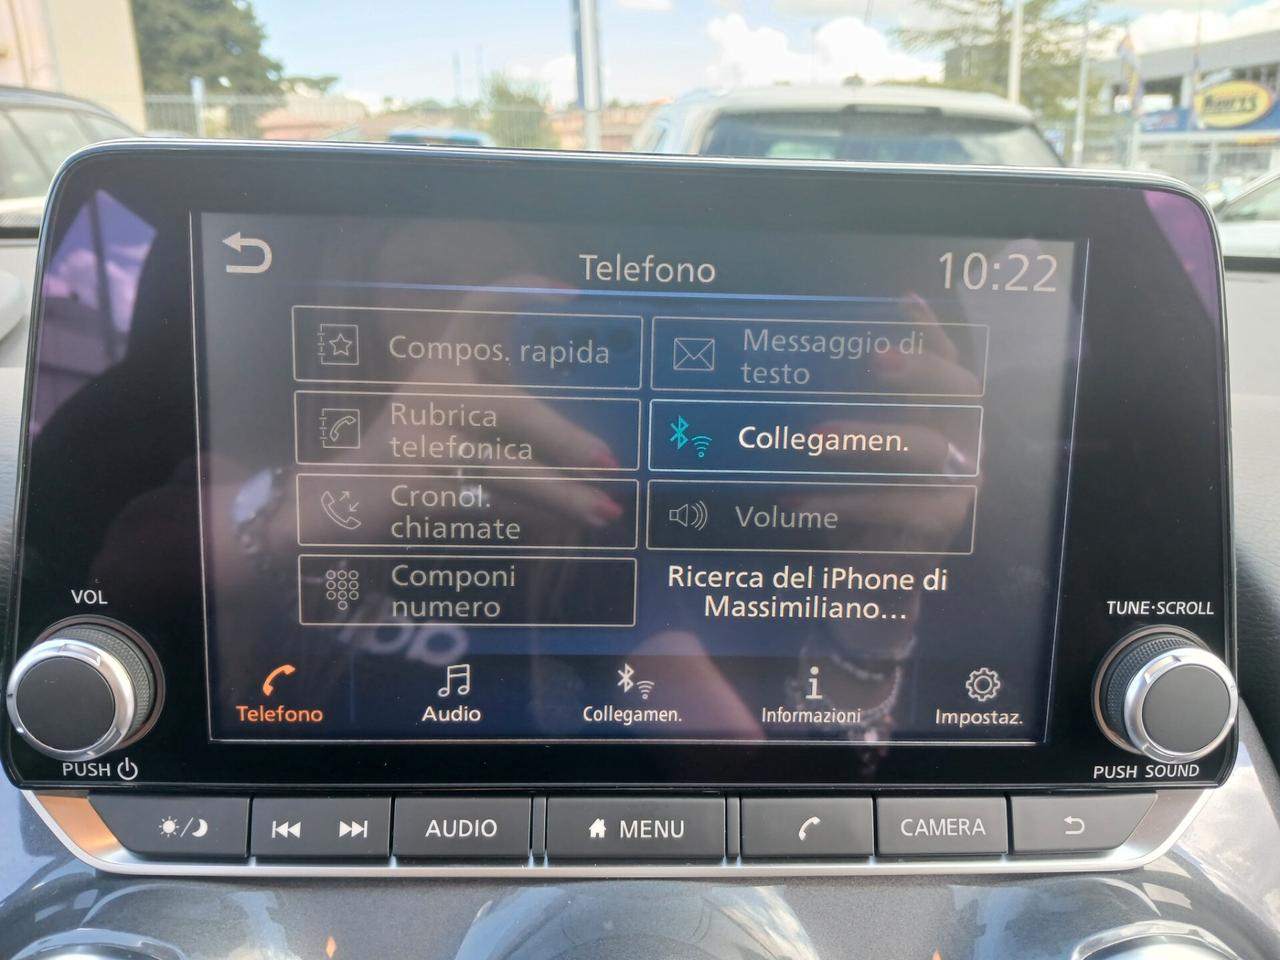 Telefono
10:22
Compos. rapida
Messaggio di
testo
Rubrica
telefonica
Collegamen.
Cronol.
chiamate
Volume
Componi
numero
Ricerca del iPhone di
Massimiliano...
Telefono
Audio
Collegamen.
Informazioni
Impostaz.
VOL
PUSH
TUNE·SCROLL
PUSH SOUND
AUDIO
MENU
CAMERA